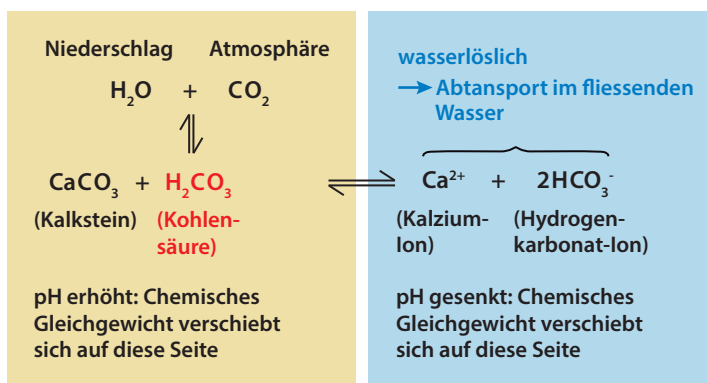 Niederschlag Atmosphäre
H₂O + CO₂
CaCO₃ + H₂CO₃
(Kalkstein) (Kohlen-
säure)
pH erhöht: Chemisches
Gleichgewicht verschiebt
sich auf diese Seite
wasserlöslich
→ Abtansport im fliessenden
Wasser
Ca²⁺ + 2HCO₃⁻
(Kalzium- (Hydrogen-
Ion) karbonat-Ion)
pH gesenkt: Chemisches
Gleichgewicht verschiebt
sich auf diese Seite